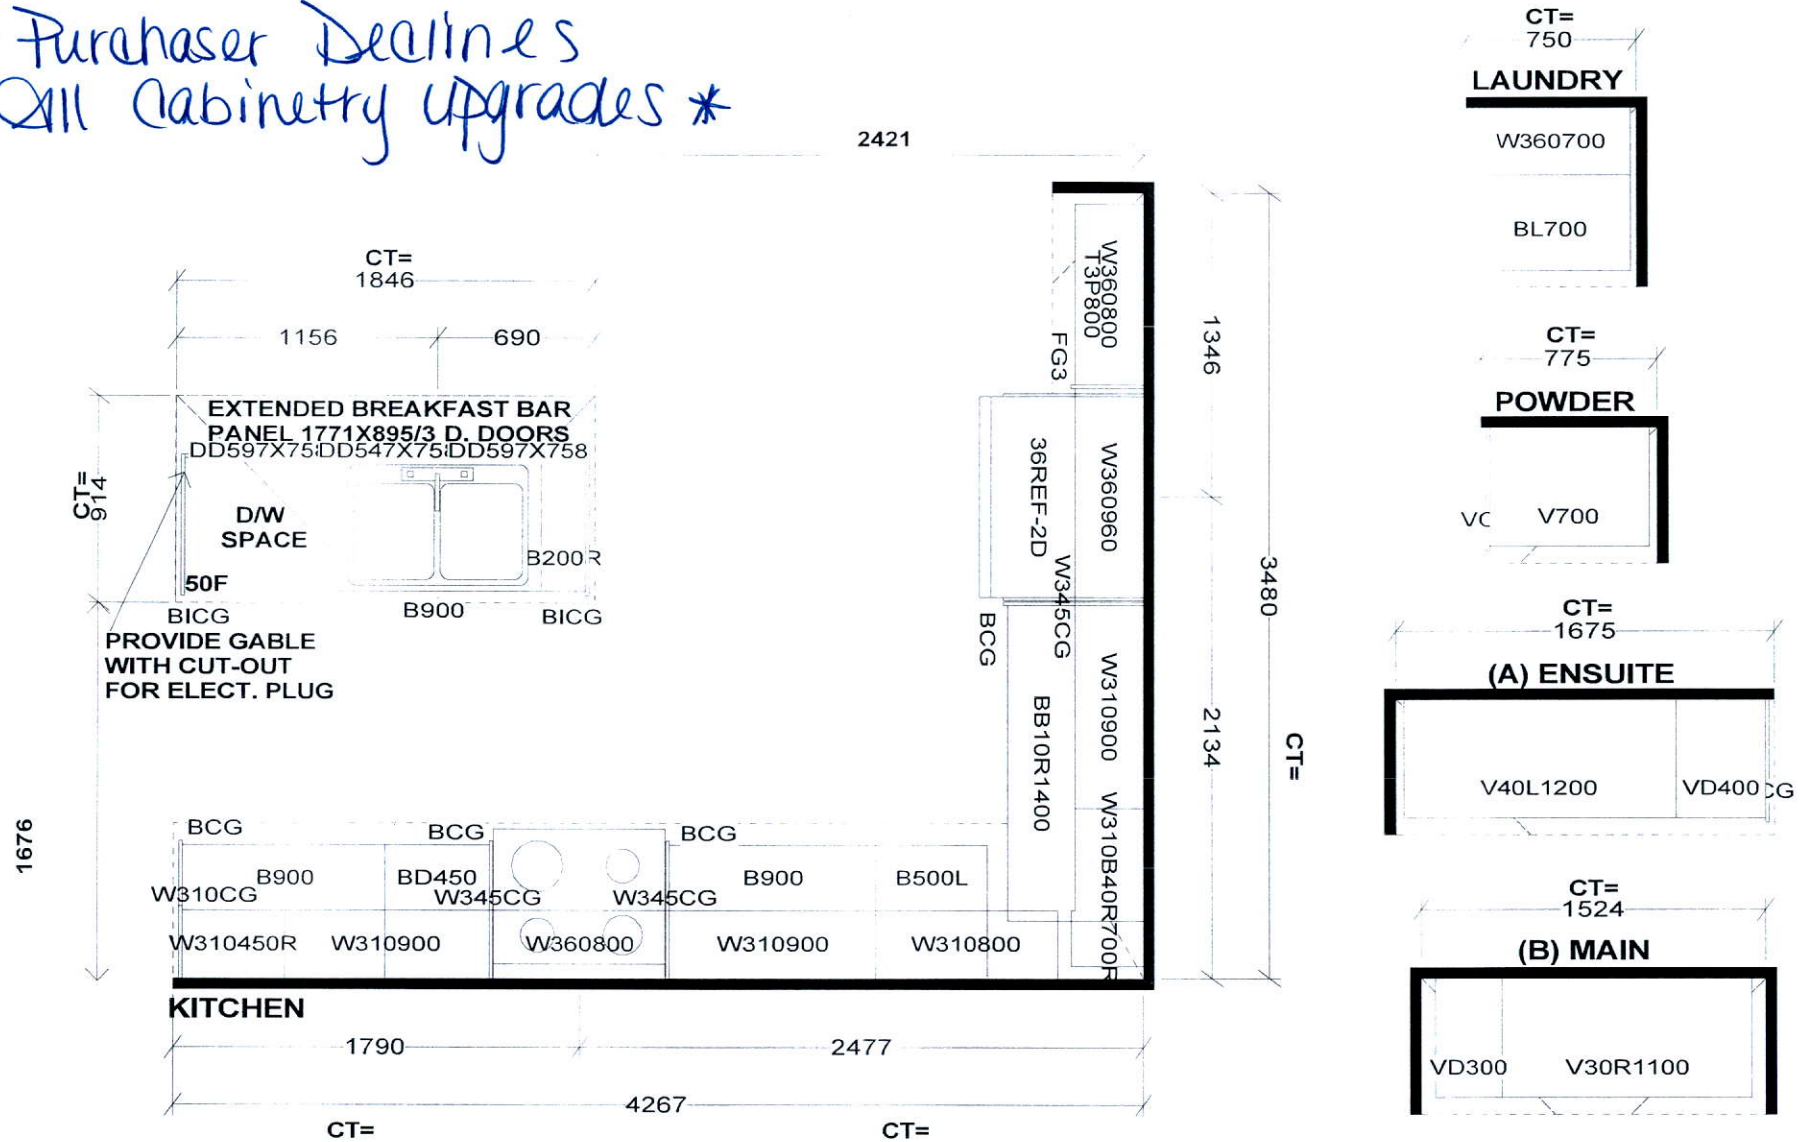 Purchaser Declines
All Cabinetry Upgrades *
2421
CT=
1846
1156
690
EXTENDED BREAKFAST BAR
PANEL 1771X895/3 D. DOORS
DD597X758
DD547X758
DD597X758
CT=
914
D/W
SPACE
50F
B200R
BICG
B900
BICG
PROVIDE GABLE
WITH CUT-OUT
FOR ELECT. PLUG
1676
W360800
T3P800
FG3
36REF-2D
W360960
W345CG
BCG
BB10R1400
W310900
W310B40R700R
1346
2134
3480
CT=
BCG
BCG
BCG
B900
BD450
B900
B500L
W310CG
W345CG
W345CG
W310450R
W310900
W360800
W310900
W310800
KITCHEN
1790
2477
4267
CT=
CT=
CT=
750
LAUNDRY
W360700
BL700
CT=
775
POWDER
VC
V700
CT=
1675
(A) ENSUITE
V40L1200
VD400
CG
CT=
1524
(B) MAIN
VD300
V30R1100